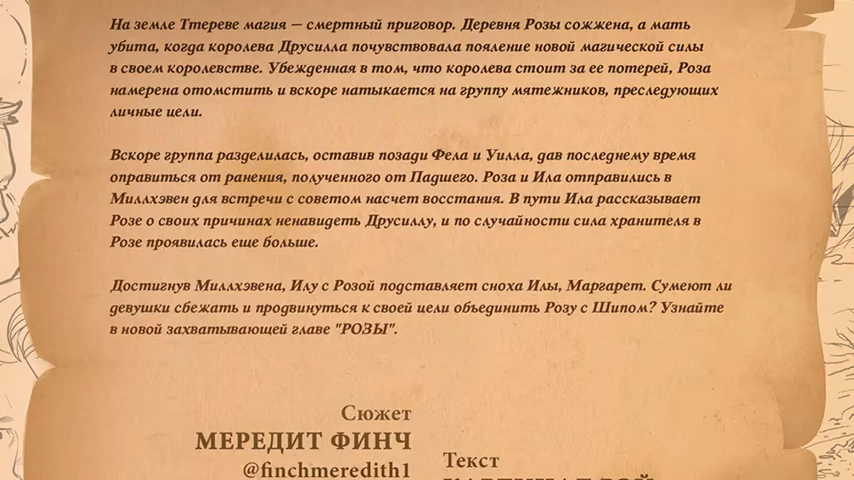 На земле Ттереве магия — смертный приговор. Деревня Розы сожжена, а мать
убита, когда королева Друсилла почувствовала пояление новой магической силы
в своем королевстве. Убежденная в том, что королева стоит за ее потерей, Роза
намерена отомстить и вскоре натыкается на группу мятежников, преследующих
личные цели.
Вскоре группа разделилась, оставив позади Фела и Уилла, дав последнему время
оправиться от ранения, полученного от Падшего. Роза и Ила отправились в
Миллхэвен для встречи с советом насчет восстания. В пути Ила рассказывает
Розе о своих причинах ненавидеть Друсиллу, и по случайности сила хранителя в
Розе проявилась еще больше.
Достигнув Миллхэвена, Илу с Розой подставляет сноха Илы, Маргарет. Сумеют ли
девушки сбежать и продвинуться к своей цели объединить Розу с Шипом? Узнайте
в новой захватывающей главе "РОЗЫ".
Сюжет
МЕРЕДИТ ФИНЧ
@finchmeredith1
Текст